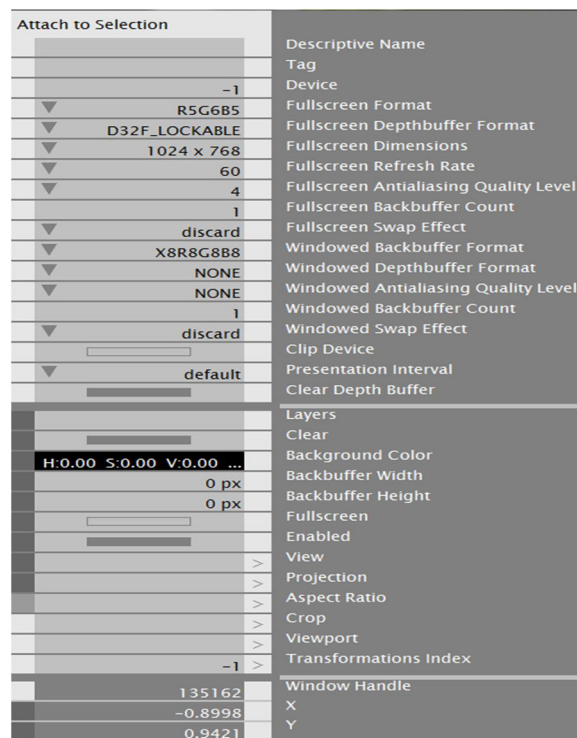 Attach to Selection
Descriptive Name
Tag
-1 Device
R5G6B5 Fullscreen Format
D32F_LOCKABLE Fullscreen Depthbuffer Format
1024 x 768 Fullscreen Dimensions
60 Fullscreen Refresh Rate
4 Fullscreen Antialiasing Quality Level
1 Fullscreen Backbuffer Count
discard Fullscreen Swap Effect
X8R8G8B8 Windowed Backbuffer Format
NONE Windowed Depthbuffer Format
NONE Windowed Antialiasing Quality Level
1 Windowed Backbuffer Count
discard Windowed Swap Effect
Clip Device
default Presentation Interval
Clear Depth Buffer
Layers
Clear
H:0.00 S:0.00 V:0.00 ... Background Color
0 px Backbuffer Width
0 px Backbuffer Height
Fullscreen
Enabled
> View
> Projection
> Aspect Ratio
> Crop
> Viewport
-1 > Transformations Index
135162 Window Handle
-0.8998 X
0.9421 Y